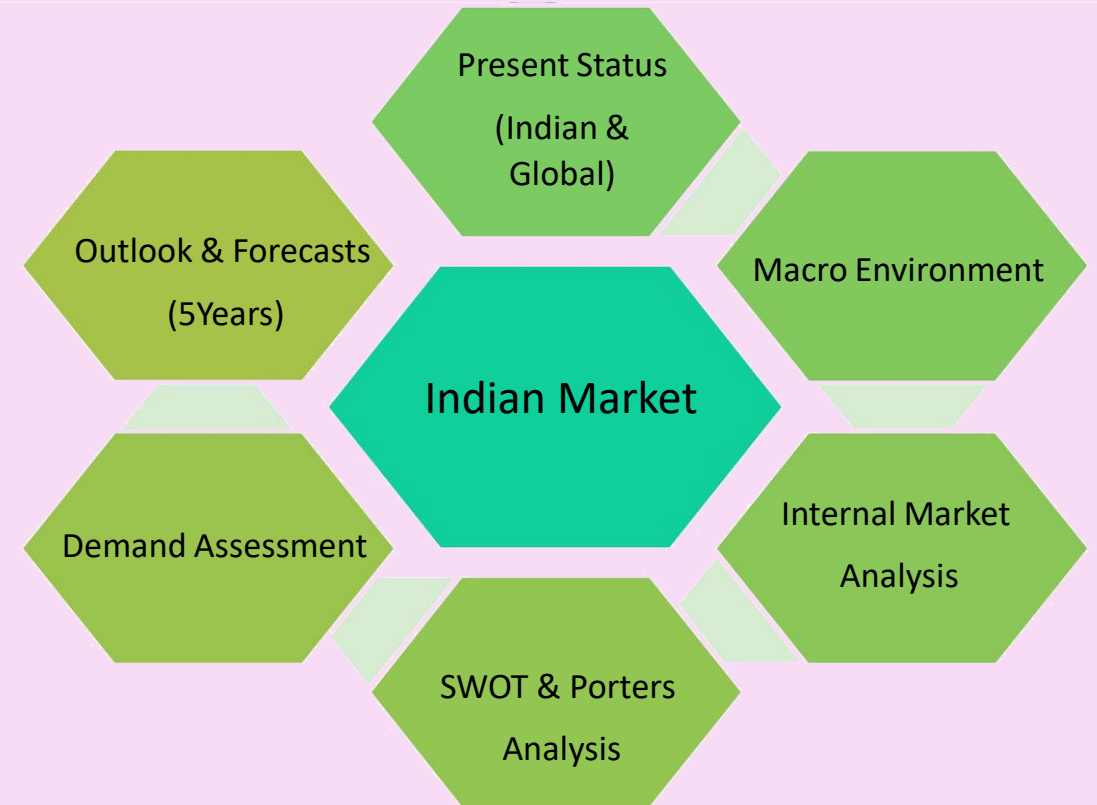 Present Status
(Indian &
Global)
Macro Environment
Internal Market
Analysis
SWOT & Porters
Analysis
Demand Assessment
Outlook & Forecasts
(5Years)
Indian Market